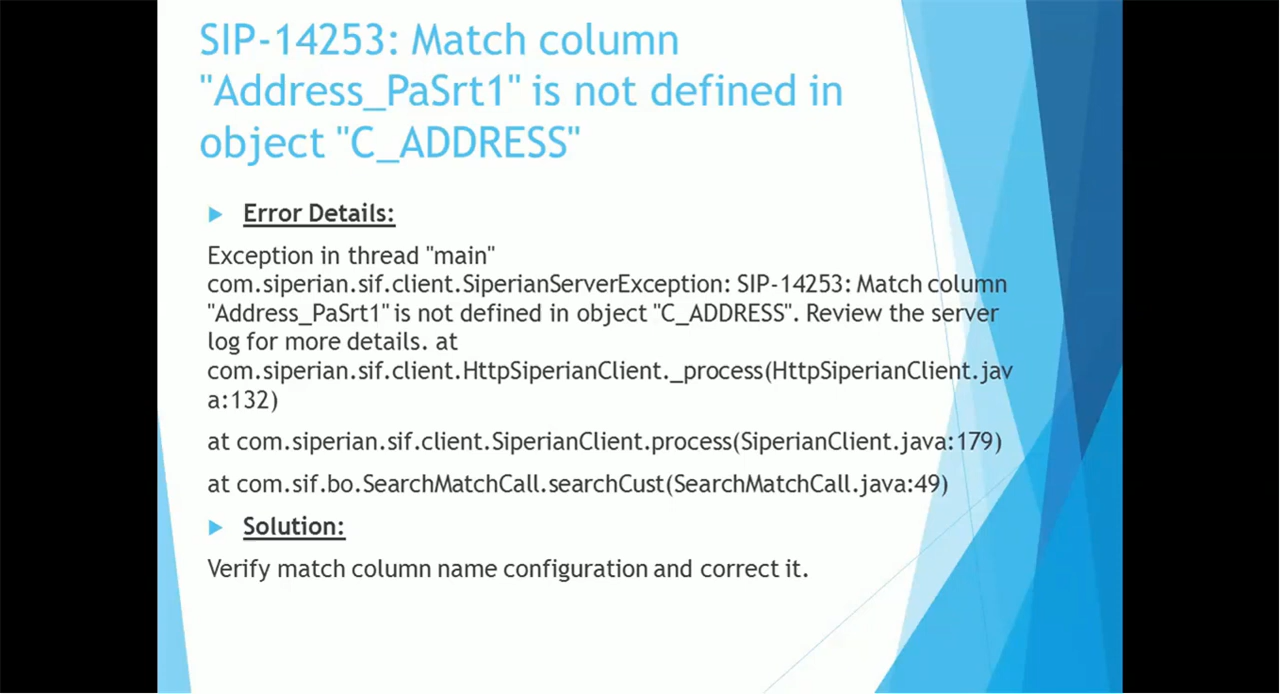 SIP-14253: Match column
"Address_PaSrt1" is not defined in
object "C_ADDRESS"
Error Details:
Exception in thread "main"
com.siperian.sif.client.SiperianServerException: SIP-14253: Match column
"Address_PaSrt1" is not defined in object "C_ADDRESS". Review the server
log for more details. at
com.siperian.sif.client.HttpSiperianClient._process(HttpSiperianClient.jav
a:132)
at com.siperian.sif.client.SiperianClient.process(SiperianClient.java:179)
at com.sif.bo.SearchMatchCall.searchCust(SearchMatchCall.java:49)
Solution:
Verify match column name configuration and correct it.